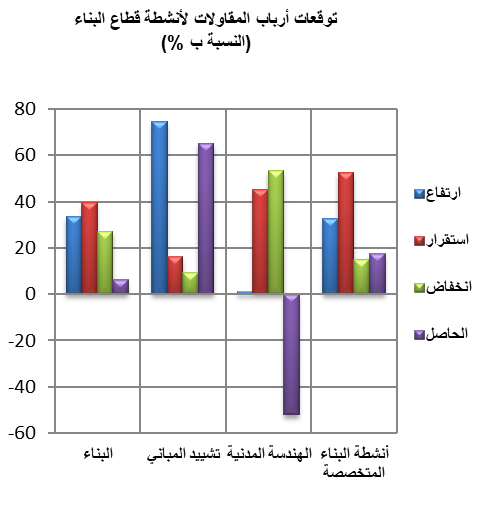 توقعات أرباب المقاولات لأنشطة قطاع البناء
(النسبة ب %)
80
60
40
20
0
-20
-40
-60
ارتفاع
استقرار
انخفاض
الحاصل
البناء
تشييد المباني
الهندسة المدنية
أنشطة البناء
المتخصصة